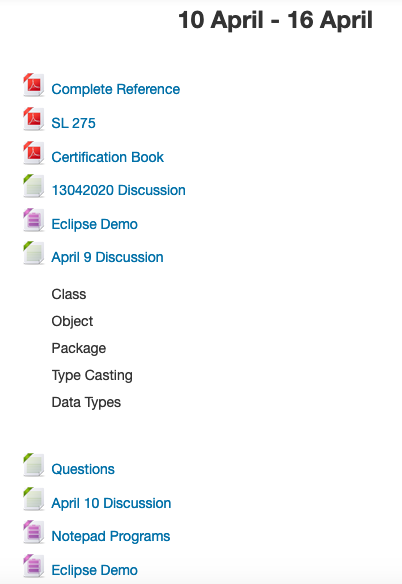 10 April - 16 April
Complete Reference
SL 275
Certification Book
13042020 Discussion
Eclipse Demo
April 9 Discussion
Class
Object
Package
Type Casting
Data Types
Questions
April 10 Discussion
Notepad Programs
Eclipse Demo